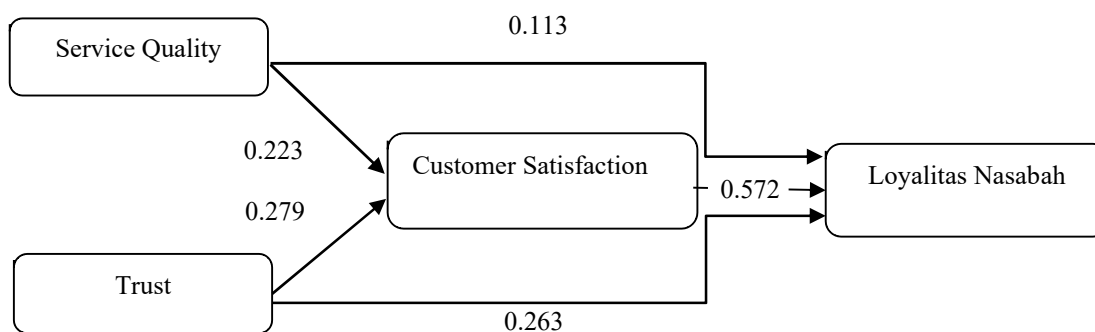 0.113
Service Quality
0.223
Customer Satisfaction
0.572
Loyalitas Nasabah
0.279
Trust
0.263